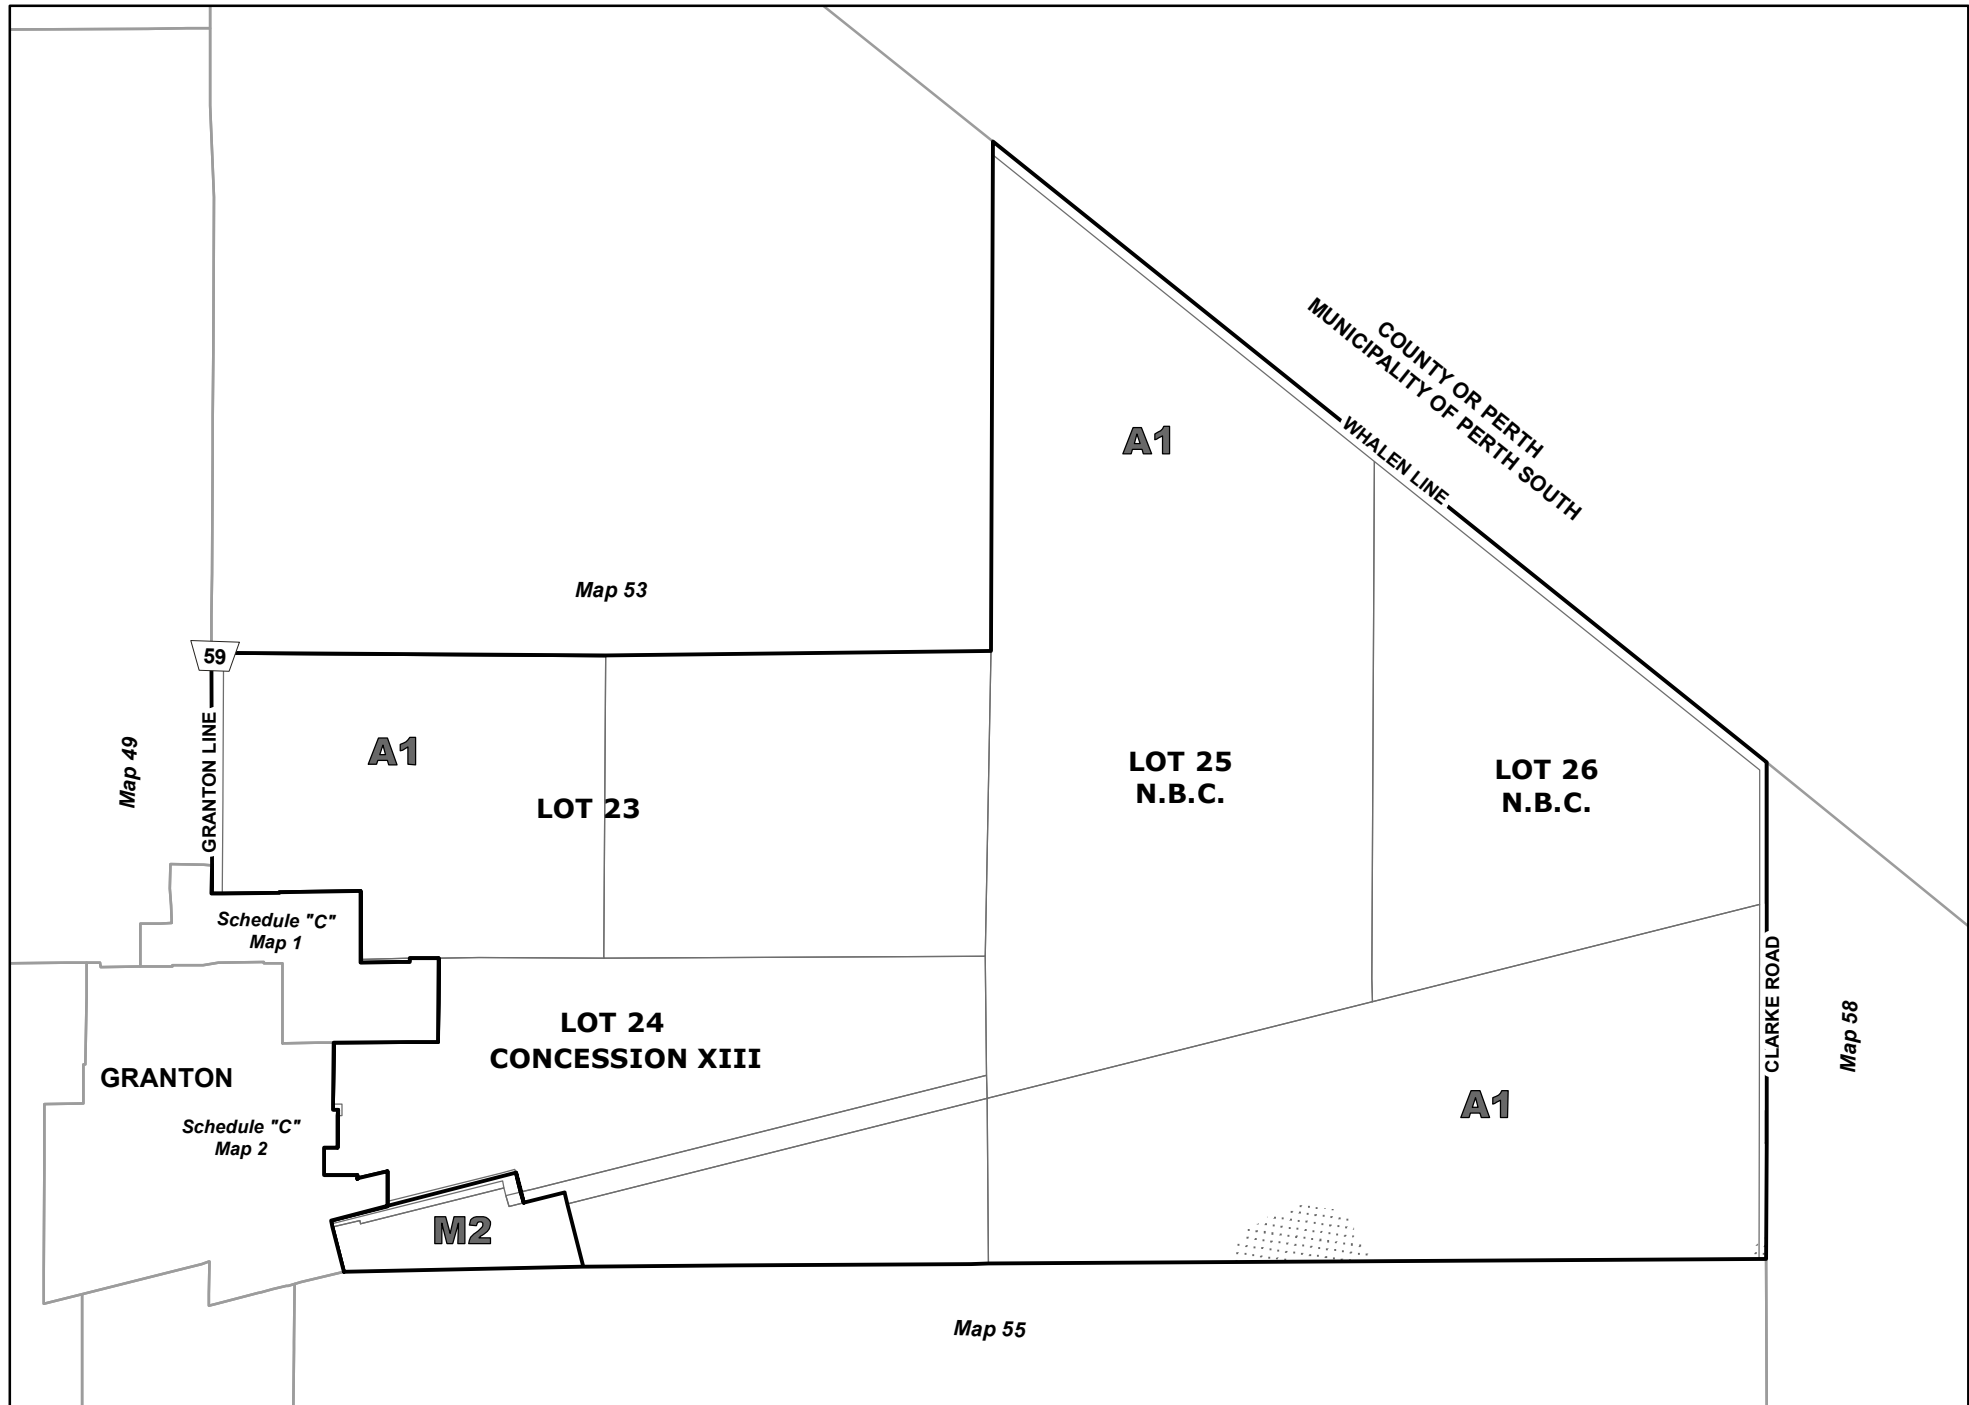 COUNTY OR PERTH
MUNICIPALITY OF PERTH SOUTH
WHALEN LINE
A1
Map 53
59
GRANTON LINE
Map 49
A1
LOT 23
LOT 25
N.B.C.
LOT 26
N.B.C.
Schedule "C"
Map 1
CLARKE ROAD
Map 58
LOT 24
CONCESSION XIII
GRANTON
Schedule "C"
Map 2
A1
M2
Map 55